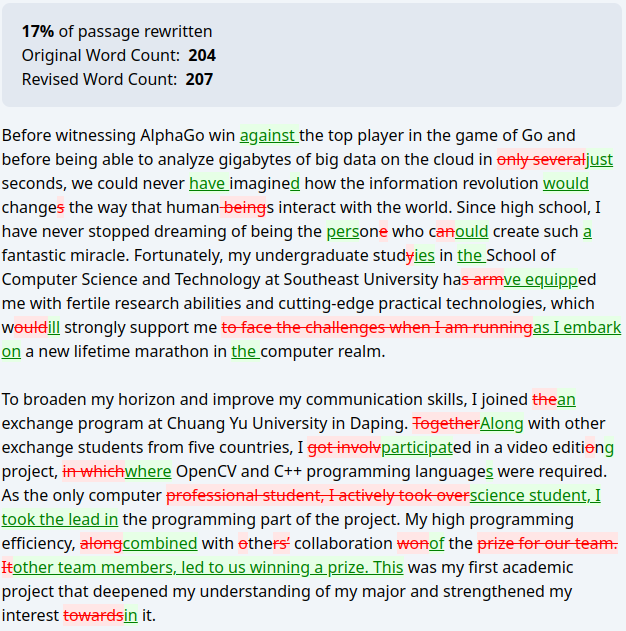 17% of passage rewritten
Original Word Count: 204
Revised Word Count: 207
Before witnessing AlphaGo win against the top player in the game of Go and
before being able to analyze gigabytes of big data on the cloud in only severaljust
seconds, we could never have imagined how the information revolution would
changes the way that human beings interact with the world. Since high school, I
have never stopped dreaming of being the persone who canould create such a
fantastic miracle. Fortunately, my undergraduate studyies in the School of
Computer Science and Technology at Southeast University has armve equipped
me with fertile research abilities and cutting-edge practical technologies, which
wouldill strongly support me to face the challenges when I am runningas I embark
on a new lifetime marathon in the computer realm.
To broaden my horizon and improve my communication skills, I joined thean
exchange program at Chuang Yu University in Daping. TogetherAlong with other
exchange students from five countries, I got involvparticipated in a video editiong
project, in whichwhere OpenCV and C++ programming languages were required.
As the only computer professional student, I actively took overscience student, I
took the lead in the programming part of the project. My high programming
efficiency, alongcombined with others’ collaboration wonof the prize for our team.
Itother team members, led to us winning a prize. This was my first academic
project that deepened my understanding of my major and strengthened my
interest towardsin it.